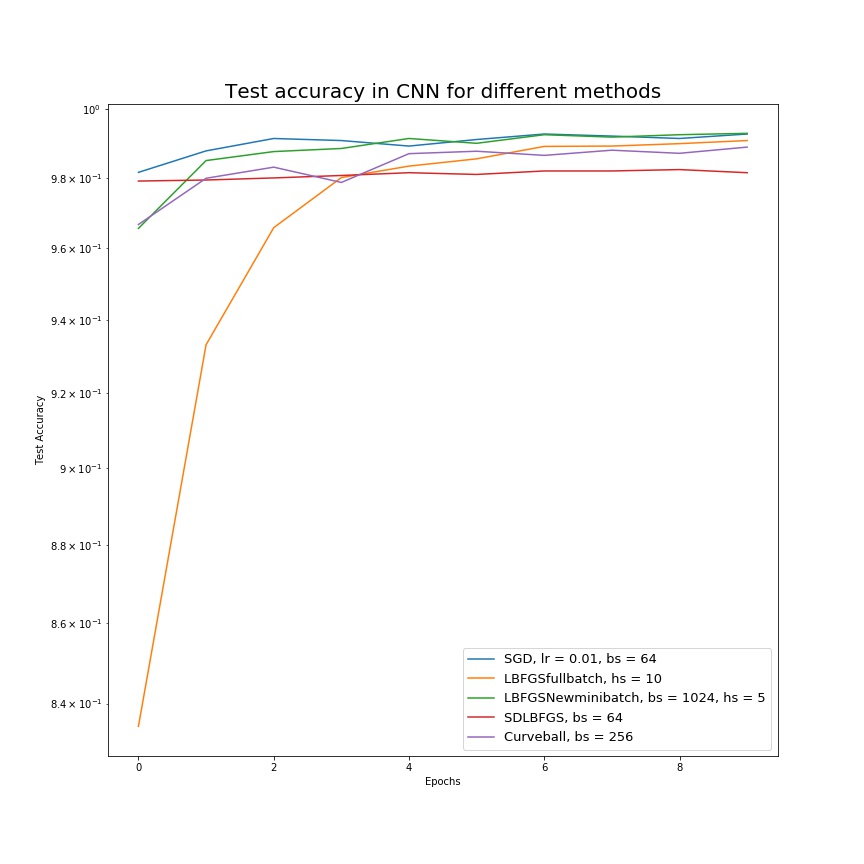 Test accuracy in CNN for different methods
10⁰
9.8 × 10⁻¹
9.6 × 10⁻¹
9.4 × 10⁻¹
9.2 × 10⁻¹
9 × 10⁻¹
8.8 × 10⁻¹
8.6 × 10⁻¹
8.4 × 10⁻¹
Test Accuracy
0 2 4 6 8
Epochs
SGD, lr = 0.01, bs = 64
LBFGSfullbatch, hs = 10
LBFGSNewminibatch, bs = 1024, hs = 5
SDLBFGS, bs = 64
Curveball, bs = 256